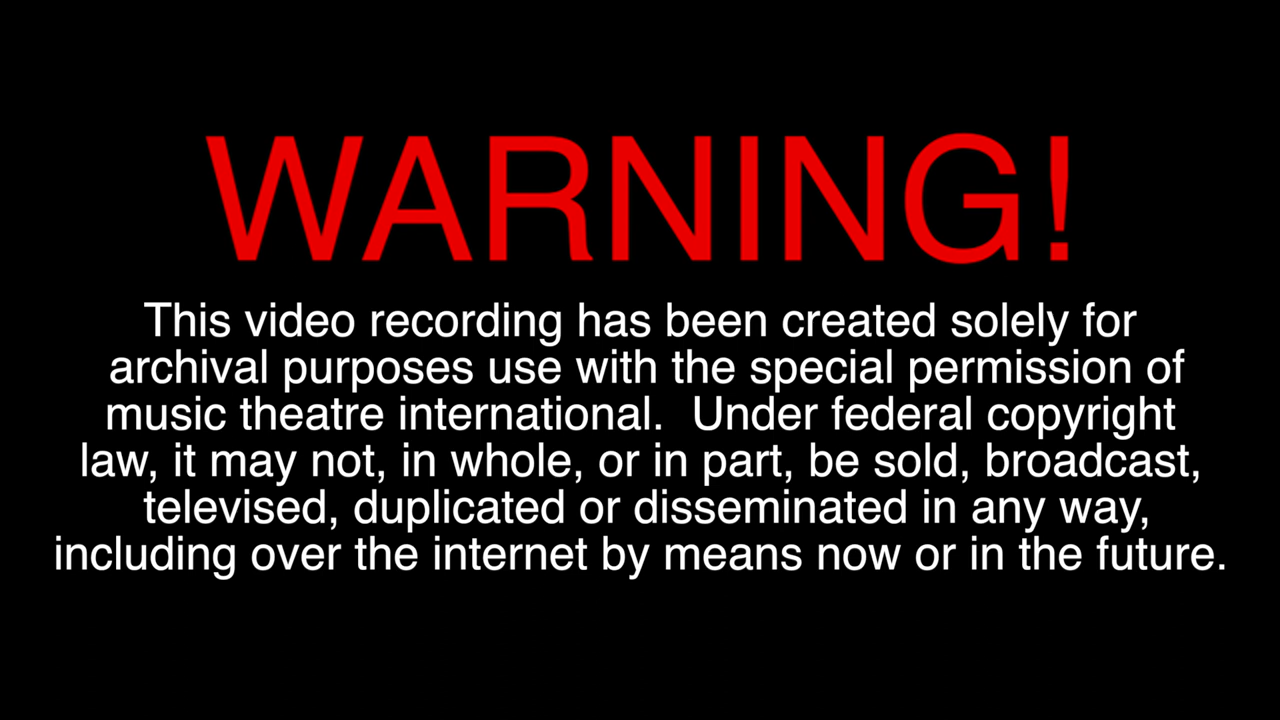 WARNING!
This video recording has been created solely for
archival purposes use with the special permission of
music theatre international.  Under federal copyright
law, it may not, in whole, or in part, be sold, broadcast,
televised, duplicated or disseminated in any way,
including over the internet by means now or in the future.